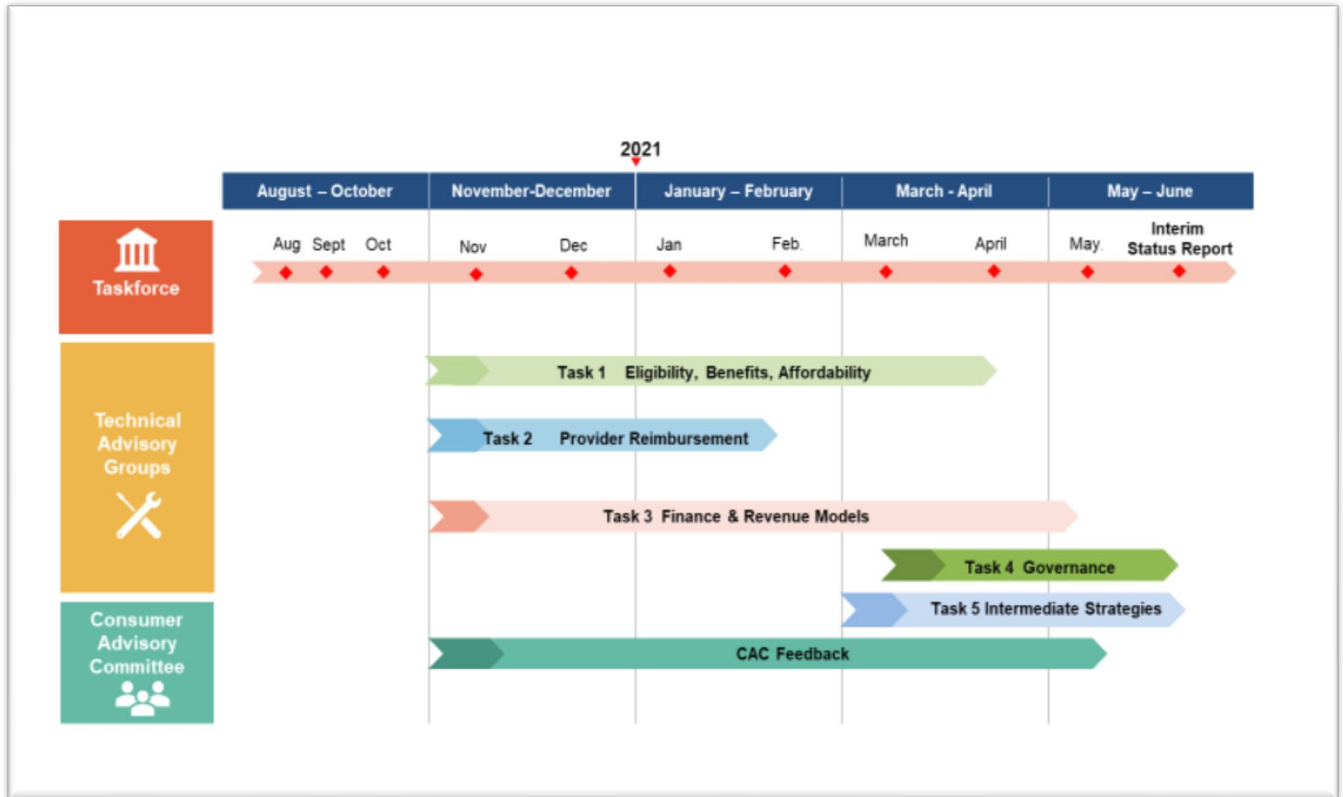 2021
August – October
November-December
January – February
March - April
May – June
Taskforce
Aug
Sept
Oct
Nov
Dec
Jan
Feb.
March
April
May.
Interim
Status Report
Technical
Advisory
Groups
Task 1 Eligibility, Benefits, Affordability
Task 2 Provider Reimbursement
Task 3 Finance & Revenue Models
Task 4 Governance
Task 5 Intermediate Strategies
Consumer
Advisory
Committee
CAC Feedback